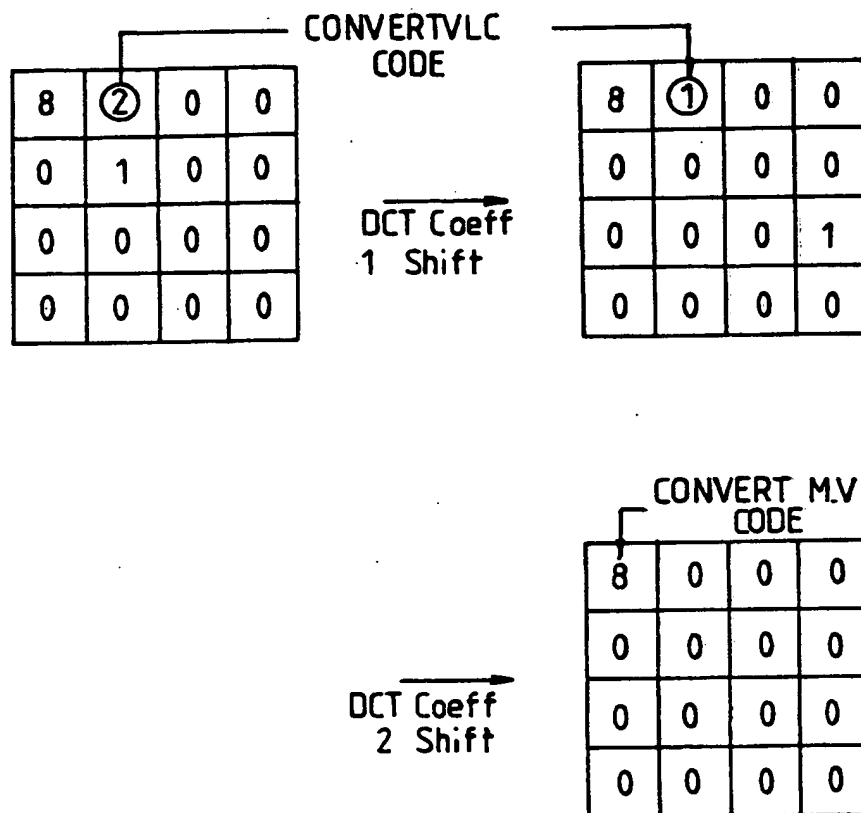 CONVERTVLC
CODE
8 2 0 0
0 1 0 0
0 0 0 0
0 0 0 0
DCT Coeff
1 Shift
8 1 0 0
0 0 0 0
0 0 0 1
0 0 0 0
CONVERT M.V
CODE
DCT Coeff
2 Shift
8 0 0 0
0 0 0 0
0 0 0 0
0 0 0 0